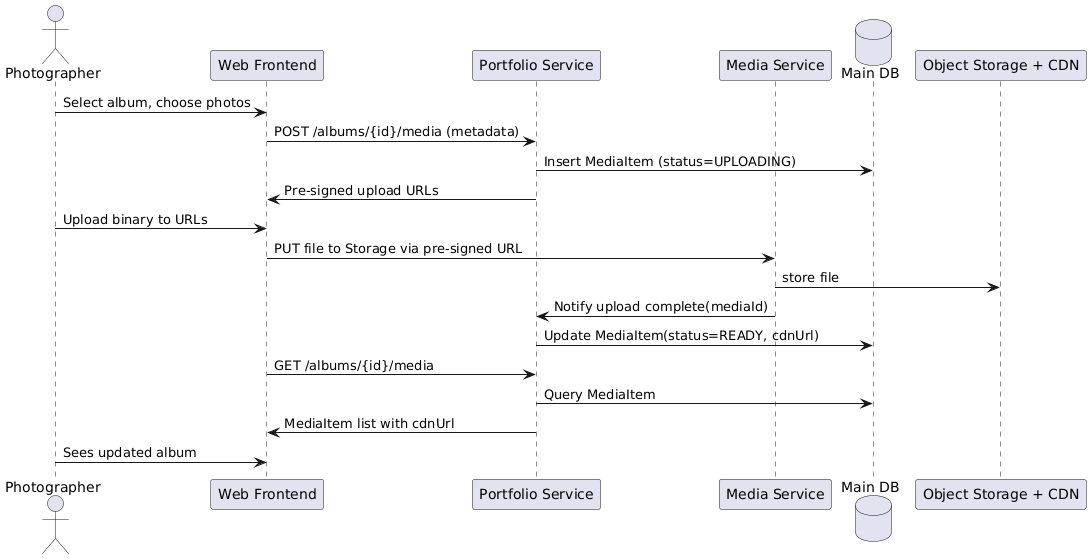 Photographer
Web Frontend
Portfolio Service
Media Service
Main DB
Object Storage + CDN
Select album, choose photos
POST /albums/{id}/media (metadata)
Insert MediaItem (status=UPLOADING)
Pre-signed upload URLs
Upload binary to URLs
PUT file to Storage via pre-signed URL
store file
Notify upload complete(mediaId)
Update MediaItem(status=READY, cdnUrl)
GET /albums/{id}/media
Query MediaItem
MediaItem list with cdnUrl
Sees updated album
Photographer
Web Frontend
Portfolio Service
Media Service
Main DB
Object Storage + CDN